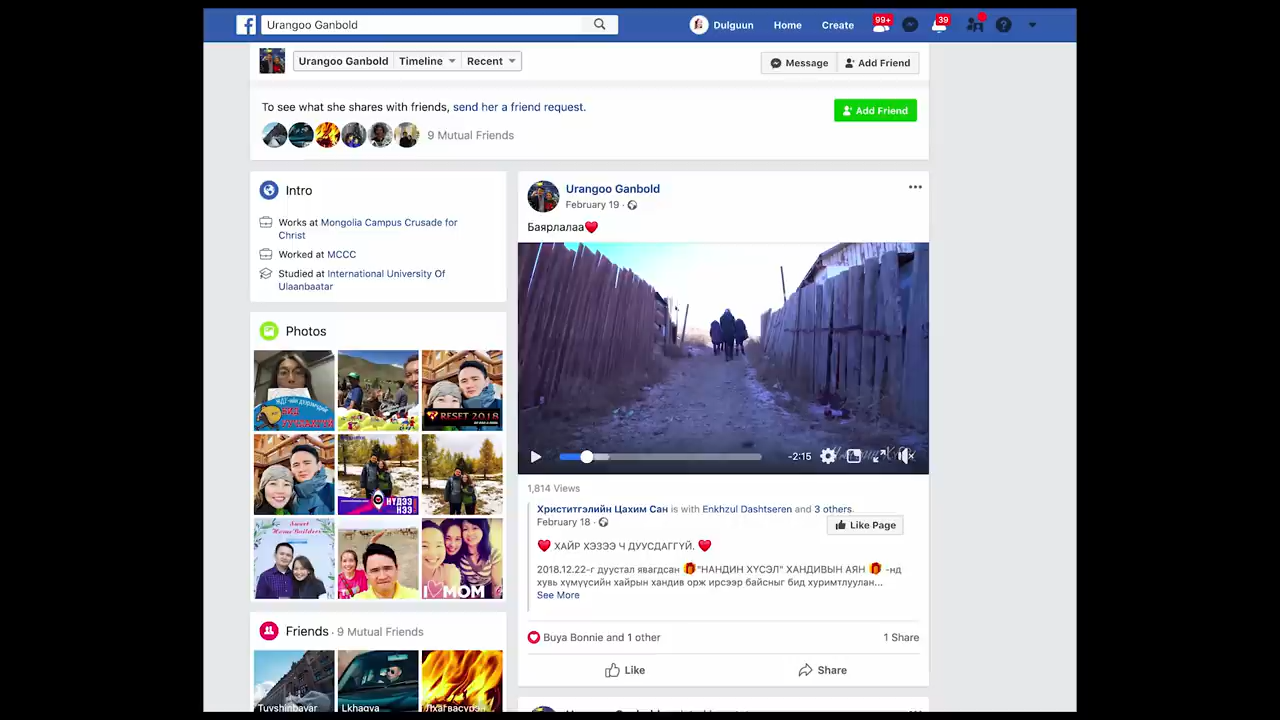 Urangoo Ganbold
Dulguun
Home
Create
99+
39
Urangoo Ganbold
Timeline
Recent
Message
Add Friend
To see what she shares with friends, send her a friend request.
Add Friend
9 Mutual Friends
Intro
Works at Mongolia Campus Crusade for
Christ
Worked at MCCC
Studied at International University Of
Ulaanbaatar
Photos
RESET 2018
НҮДЭЭ
НЭЭ
Sweet
I ♥ MOM
Friends · 9 Mutual Friends
Tuvshinbayar
Lkhagva
Лхагвасүрэн
Urangoo Ganbold
February 19 ·
Баярлалаа❤️
-2:15
1,814 Views
Христитгэлийн Цахим Сан is with Enkhzul Dashtseren and 3 others.
February 18 ·
Like Page
❤️ ХАЙР ХЭЗЭЭ Ч ДУУСДАГГҮЙ. ❤️
2018.12.22-г дуустал явагдсан 🎁"НАНДИН ХҮСЭЛ" ХАНДИВЫН АЯН 🎁 -нд
хувь хүмүүсийн хайрын хандив орж ирсээр байсныг бид хуримтлуулан...
See More
Buya Bonnie and 1 other
1 Share
Like
Share